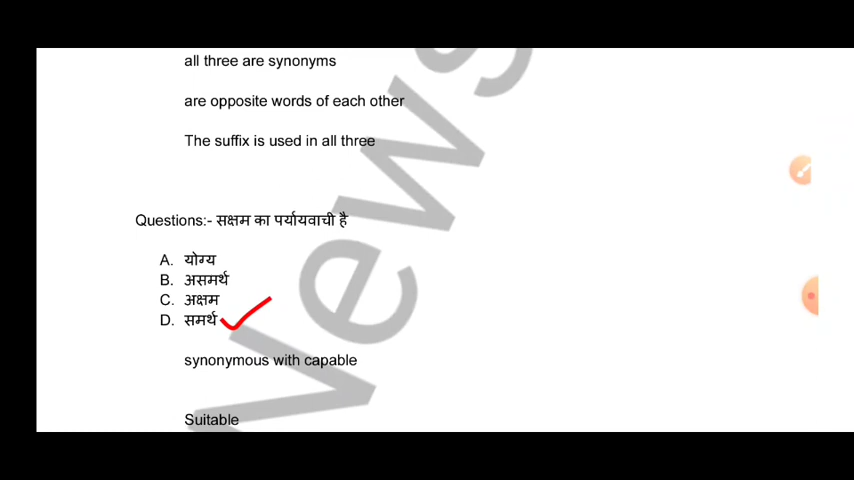 all three are synonyms
are opposite words of each other
The suffix is used in all three
Questions:- सक्षम का पर्यायवाची है
A. योग्य
B. असमर्थ
C. अक्षम
D. समर्थ
synonymous with capable
Suitable
News